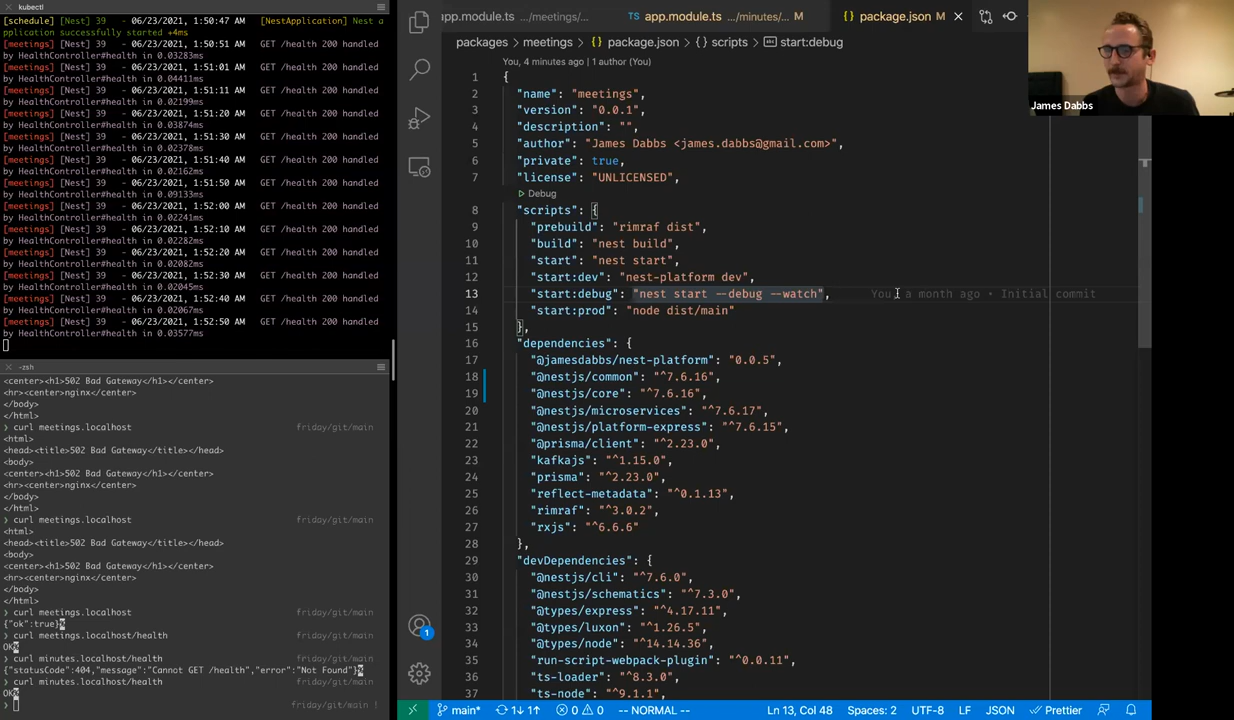 kubectl
[schedule] [Nest] 39   - 06/23/2021, 1:50:47 AM   [NestApplication] Nest a
pplication successfully started +4ms
[meetings] [Nest] 39   - 06/23/2021, 1:50:51 AM   GET /health 200 handled
by HealthController#health in 0.03283ms
[meetings] [Nest] 39   - 06/23/2021, 1:51:01 AM   GET /health 200 handled
by HealthController#health in 0.04411ms
[meetings] [Nest] 39   - 06/23/2021, 1:51:11 AM   GET /health 200 handled
by HealthController#health in 0.02199ms
[meetings] [Nest] 39   - 06/23/2021, 1:51:20 AM   GET /health 200 handled
by HealthController#health in 0.03874ms
[meetings] [Nest] 39   - 06/23/2021, 1:51:30 AM   GET /health 200 handled
by HealthController#health in 0.02244ms
[meetings] [Nest] 39   - 06/23/2021, 1:51:40 AM   GET /health 200 handled
by HealthController#health in 0.02162ms
[meetings] [Nest] 39   - 06/23/2021, 1:51:50 AM   GET /health 200 handled
by HealthController#health in 0.09133ms
[meetings] [Nest] 39   - 06/23/2021, 1:52:00 AM   GET /health 200 handled
by HealthController#health in 0.02241ms
[meetings] [Nest] 39   - 06/23/2021, 1:52:10 AM   GET /health 200 handled
by HealthController#health in 0.02282ms
[meetings] [Nest] 39   - 06/23/2021, 1:52:20 AM   GET /health 200 handled
by HealthController#health in 0.02082ms
[meetings] [Nest] 39   - 06/23/2021, 1:52:30 AM   GET /health 200 handled
by HealthController#health in 0.02045ms
[meetings] [Nest] 39   - 06/23/2021, 1:52:40 AM   GET /health 200 handled
by HealthController#health in 0.02067ms
[meetings] [Nest] 39   - 06/23/2021, 1:52:50 AM   GET /health 200 handled
by HealthController#health in 0.03577ms
-zsh
<center><h1>502 Bad Gateway</h1></center>
<hr><center>nginx</center>
</body>
</html>
❯ curl meetings.localhost friday/git/main
<html>
<head><title>502 Bad Gateway</title></head>
<body>
<center><h1>502 Bad Gateway</h1></center>
<hr><center>nginx</center>
</body>
</html>
❯ curl meetings.localhost friday/git/main
<html>
<head><title>502 Bad Gateway</title></head>
<body>
<center><h1>502 Bad Gateway</h1></center>
<hr><center>nginx</center>
</body>
</html>
❯ curl meetings.localhost friday/git/main
{"ok":true}%
❯ curl meetings.localhost/health friday/git/main
OK%
❯ curl minutes.localhost/health friday/git/main
{"statusCode":404,"message":"Cannot GET /health","error":"Not Found"}%
❯ curl minutes.localhost/health friday/git/main
OK%
❯ friday/git/main !
app.module.ts .../meetings/... TS app.module.ts .../minutes/... M package.json M
packages > meetings > package.json > {} scripts > start:debug
You, 4 minutes ago | 1 author (You)
1 {
2 "name": "meetings",
3 "version": "0.0.1",
4 "description": "",
5 "author": "James Dabbs <james.dabbs@gmail.com>",
6 "private": true,
7 "license": "UNLICENSED",
Debug
8 "scripts": {
9 "prebuild": "rimraf dist",
10 "build": "nest build",
11 "start": "nest start",
12 "start:dev": "nest-platform dev",
13 "start:debug": "nest start --debug --watch", You, a month ago • Initial commit
14 "start:prod": "node dist/main"
15 },
16 "dependencies": {
17 "@jamesdabbs/nest-platform": "0.0.5",
18 "@nestjs/common": "^7.6.16",
19 "@nestjs/core": "^7.6.16",
20 "@nestjs/microservices": "^7.6.17",
21 "@nestjs/platform-express": "^7.6.15",
22 "@prisma/client": "^2.23.0",
23 "kafkajs": "^1.15.0",
24 "prisma": "^2.23.0",
25 "reflect-metadata": "^0.1.13",
26 "rimraf": "^3.0.2",
27 "rxjs": "^6.6.6"
28 },
29 "devDependencies": {
30 "@nestjs/cli": "^7.6.0",
31 "@nestjs/schematics": "^7.3.0",
32 "@types/express": "^4.17.11",
33 "@types/luxon": "^1.26.5",
34 "@types/node": "^14.14.36",
35 "run-script-webpack-plugin": "^0.0.11",
36 "ts-loader": "^8.3.0",
37 "ts-node": "^9.1.1",
James Dabbs
1
main* 1↓ 1↑ 0 0 -- NORMAL -- Ln 13, Col 48 Spaces: 2 UTF-8 LF JSON Prettier